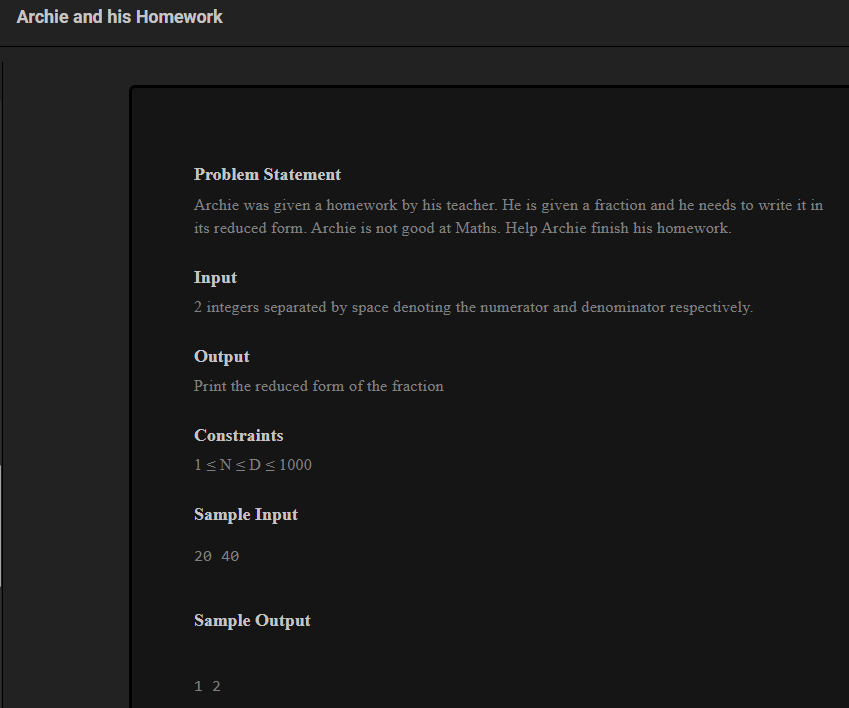 Archie and his Homework
Problem Statement
Archie was given a homework by his teacher. He is given a fraction and he needs to write it in
its reduced form. Archie is not good at Maths. Help Archie finish his homework.
Input
2 integers separated by space denoting the numerator and denominator respectively.
Output
Print the reduced form of the fraction
Constraints
1 ≤ N ≤ D ≤ 1000
Sample Input
20 40
Sample Output
1 2